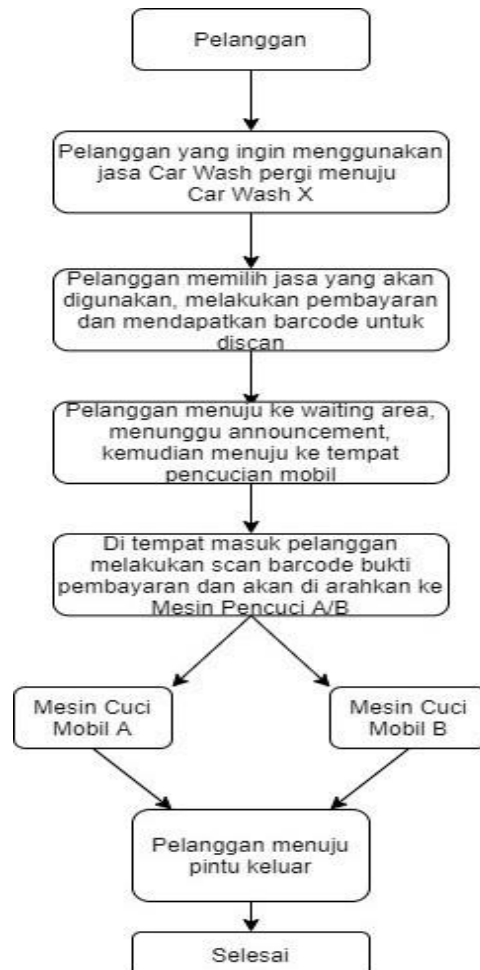 Pelanggan
Pelanggan yang ingin menggunakan
jasa Car Wash pergi menuju
Car Wash X
Pelanggan memilih jasa yang akan
digunakan, melakukan pembayaran
dan mendapatkan barcode untuk
discan
Pelanggan menuju ke waiting area,
menunggu announcement,
kemudian menuju ke tempat
pencucian mobil
Di tempat masuk pelanggan
melakukan scan barcode bukti
pembayaran dan akan di arahkan ke
Mesin Pencuci A/B
Mesin Cuci
Mobil A
Mesin Cuci
Mobil B
Pelanggan menuju
pintu keluar
Selesai